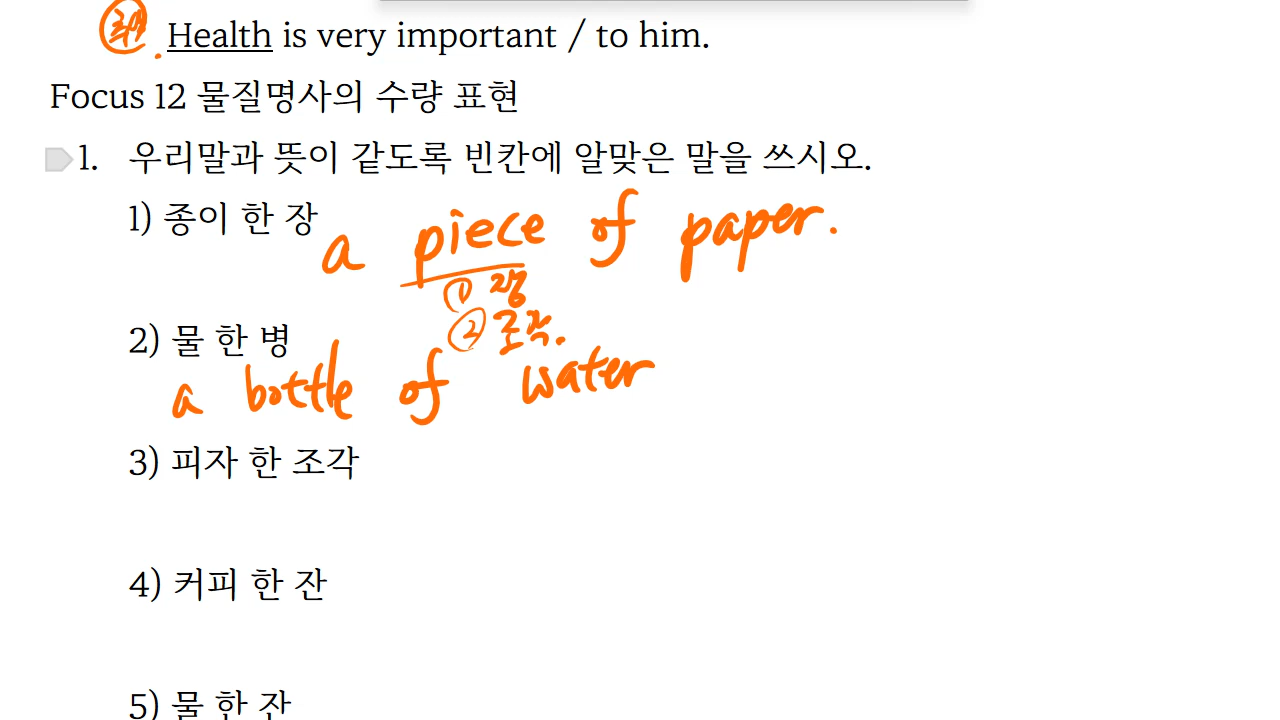 주어. Health is very important / to him.
Focus 12 물질명사의 수량 표현
1. 우리말과 뜻이 같도록 빈칸에 알맞은 말을 쓰시오.
1) 종이 한 장
a piece of paper.
① 장
② 조각.
2) 물 한 병
a bottle of water
3) 피자 한 조각
4) 커피 한 잔
5) 물 한 잔